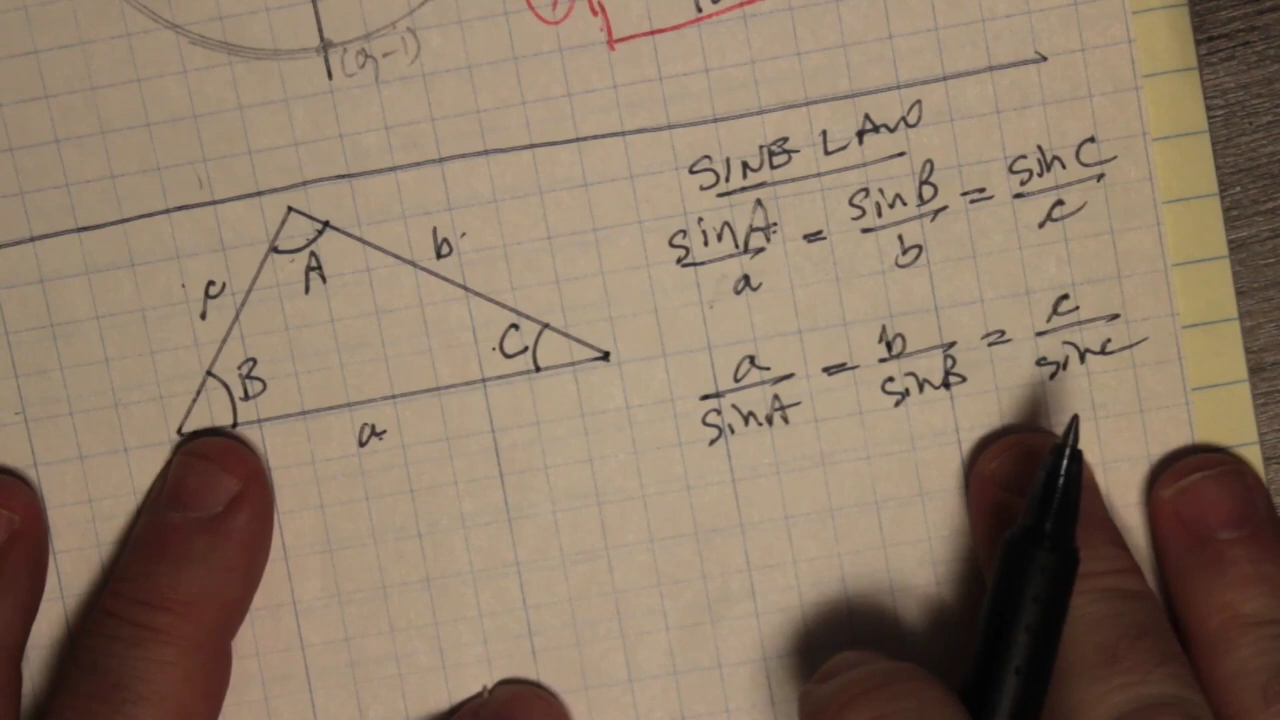 (0,-1)
SINE LAW
sinA/a = sinB/b = sinC/c
a/sinA = b/sinB = c/sinc
c
A
b
B
C
a